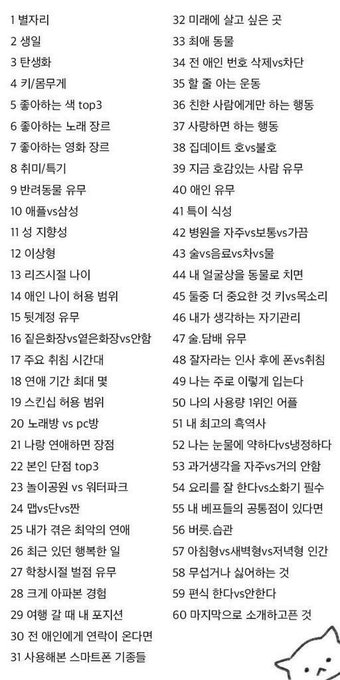 1 별자리
2 생일
3 탄생화
4 키/몸무게
5 좋아하는 색 top3
6 좋아하는 노래 장르
7 좋아하는 영화 장르
8 취미/특기
9 반려동물 유무
10 애플vs삼성
11 성 지향성
12 이상형
13 리즈시절 나이
14 애인 나이 허용 범위
15 뒷계정 유무
16 짙은화장vs옅은화장vs안함
17 주요 취침 시간대
18 연애 기간 최대 몇
19 스킨십 허용 범위
20 노래방 vs pc방
21 나랑 연애하면 장점
22 본인 단점 top3
23 놀이공원 vs 워터파크
24 맵vs단vs짠
25 내가 겪은 최악의 연애
26 최근 있던 행복한 일
27 학창시절 벌점 유무
28 크게 아파본 경험
29 여행 갈 때 내 포지션
30 전 애인에게 연락이 온다면
31 사용해본 스마트폰 기종들
32 미래에 살고 싶은 곳
33 최애 동물
34 전 애인 번호 삭제vs차단
35 할 줄 아는 운동
36 친한 사람에게만 하는 행동
37 사랑하면 하는 행동
38 집데이트 호vs불호
39 지금 호감있는 사람 유무
40 애인 유무
41 특이 식성
42 병원을 자주vs보통vs가끔
43 술vs음료vs차vs물
44 내 얼굴상을 동물로 치면
45 둘중 더 중요한 것 키vs목소리
46 내가 생각하는 자기관리
47 술.담배 유무
48 잘자라는 인사 후에 폰vs취침
49 나는 주로 이렇게 입는다
50 나의 사용량 1위인 어플
51 내 최고의 흑역사
52 나는 눈물에 약하다vs냉정하다
53 과거생각을 자주vs거의 안함
54 요리를 잘 한다vs소화기 필수
55 내 베프들의 공통점이 있다면
56 버릇.습관
57 아침형vs새벽형vs저녁형 인간
58 무섭거나 싫어하는 것
59 편식 한다vs안한다
60 마지막으로 소개하고픈 것